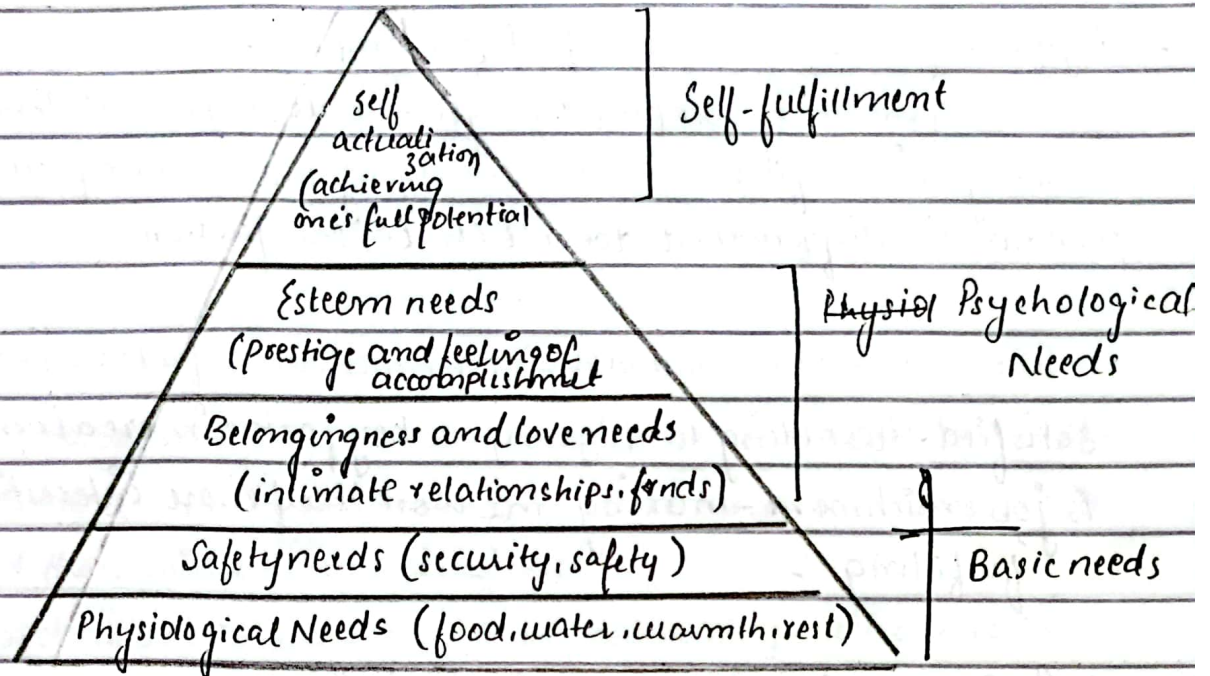 self
actuali
zation
(achieving
one's full potential
Self-fulfillment
Esteem needs
(prestige and feeling of
accomplishmet
Physiol Psychological
Needs
Belongingness and love needs
(intimate relationships, frnds)
Safety needs (security, safety)
Basic needs
Physiological Needs (food, water, warmth, rest)